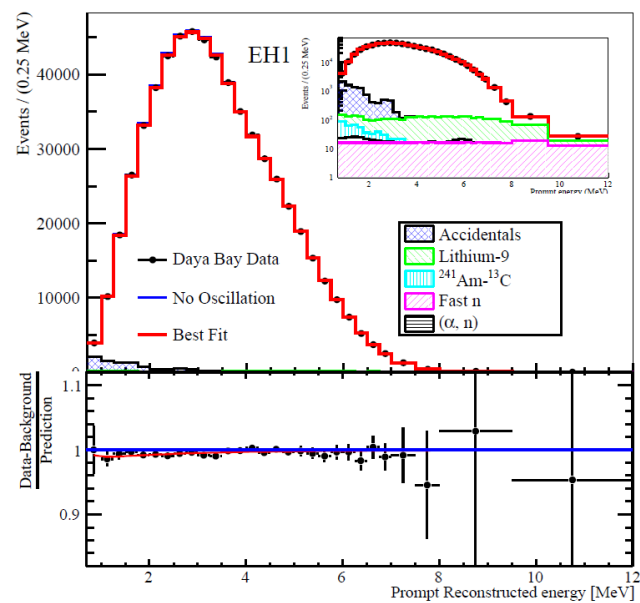 EH1
Events / (0.25 MeV)
40000
30000
20000
10000
0
Daya Bay Data
No Oscillation
Best Fit
Events / (0.25 MeV)
10⁴
10³
10²
10
1
2
4
6
8
10
12
Prompt energy (MeV)
Accidentals
Lithium-9
²⁴¹Am-¹³C
Fast n
(α, n)
Data-Background
Prediction
1.1
1
0.9
2
4
6
8
10
12
Prompt Reconstructed energy [MeV]